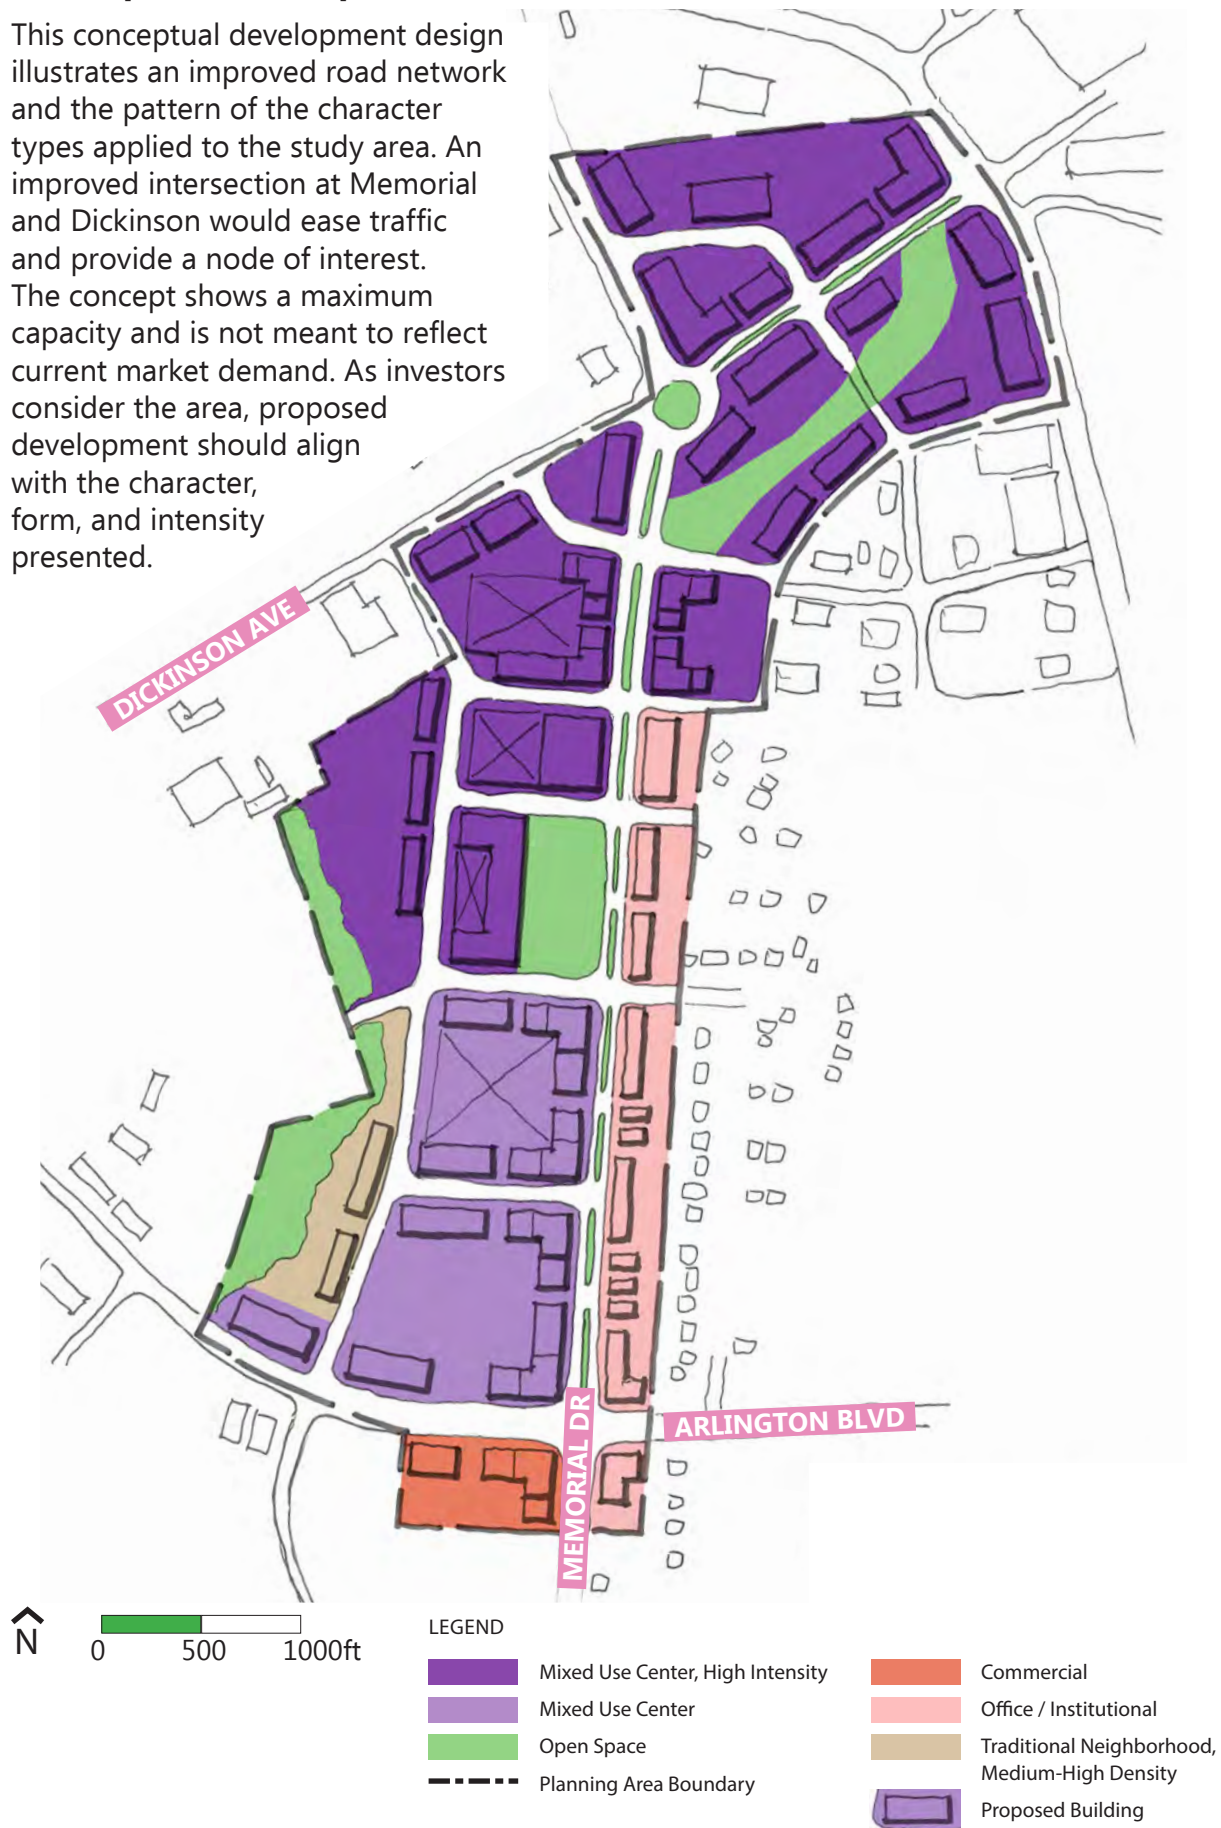 This conceptual development design
illustrates an improved road network
and the pattern of the character
types applied to the study area. An
improved intersection at Memorial
and Dickinson would ease traffic
and provide a node of interest.
The concept shows a maximum
capacity and is not meant to reflect
current market demand. As investors
consider the area, proposed
development should align
with the character,
form, and intensity
presented.
DICKINSON AVE
MEMORIAL DR
ARLINGTON BLVD
N
0 500 1000ft
LEGEND
Mixed Use Center, High Intensity
Mixed Use Center
Open Space
Planning Area Boundary
Commercial
Office / Institutional
Traditional Neighborhood,
Medium-High Density
Proposed Building